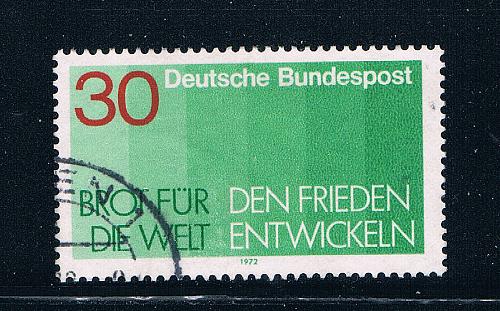 30 Deutsche Bundespost
BROT FÜR DEN FRIEDEN
DIE WELT ENTWICKELN
1972